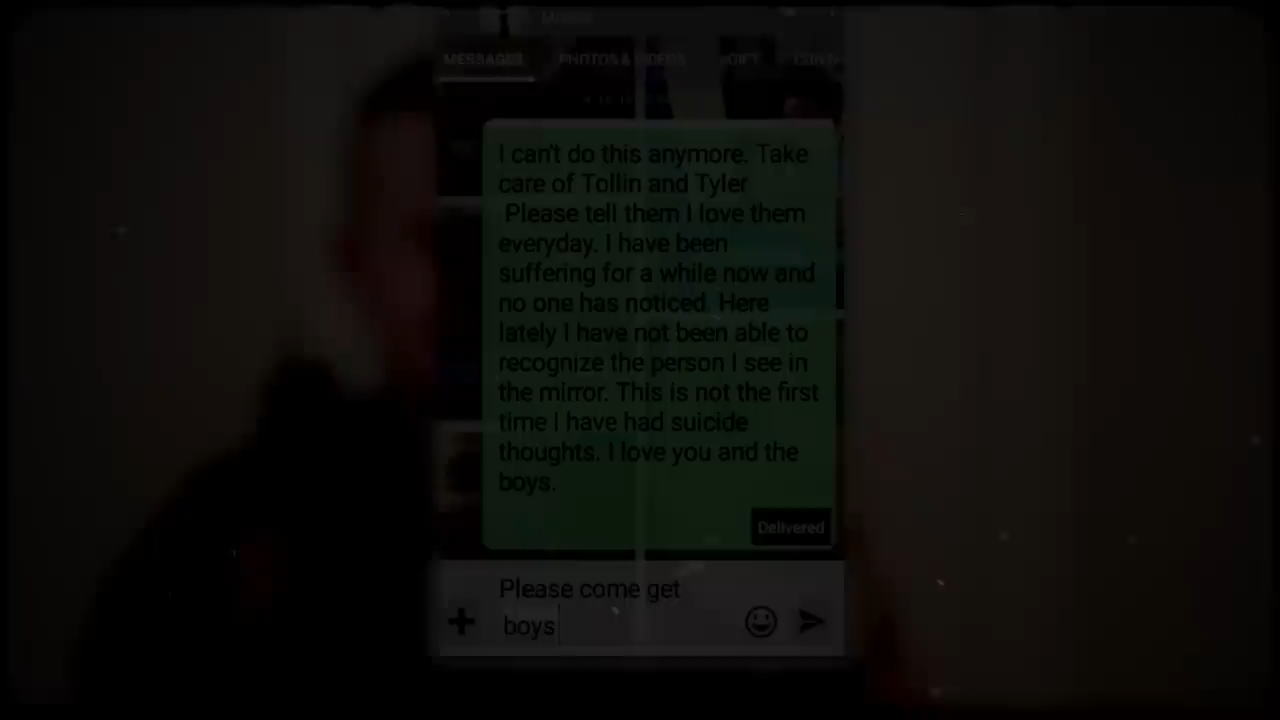 MESSAGES PHOTOS & VIDEOS
I can't do this anymore. Take
care of Tollin and Tyler
Please tell them I love them
everyday. I have been
suffering for a while now and
no one has noticed. Here
lately I have not been able to
recognize the person I see in
the mirror. This is not the first
time I have had suicide
thoughts. I love you and the
boys.
Delivered
Please come get
boys